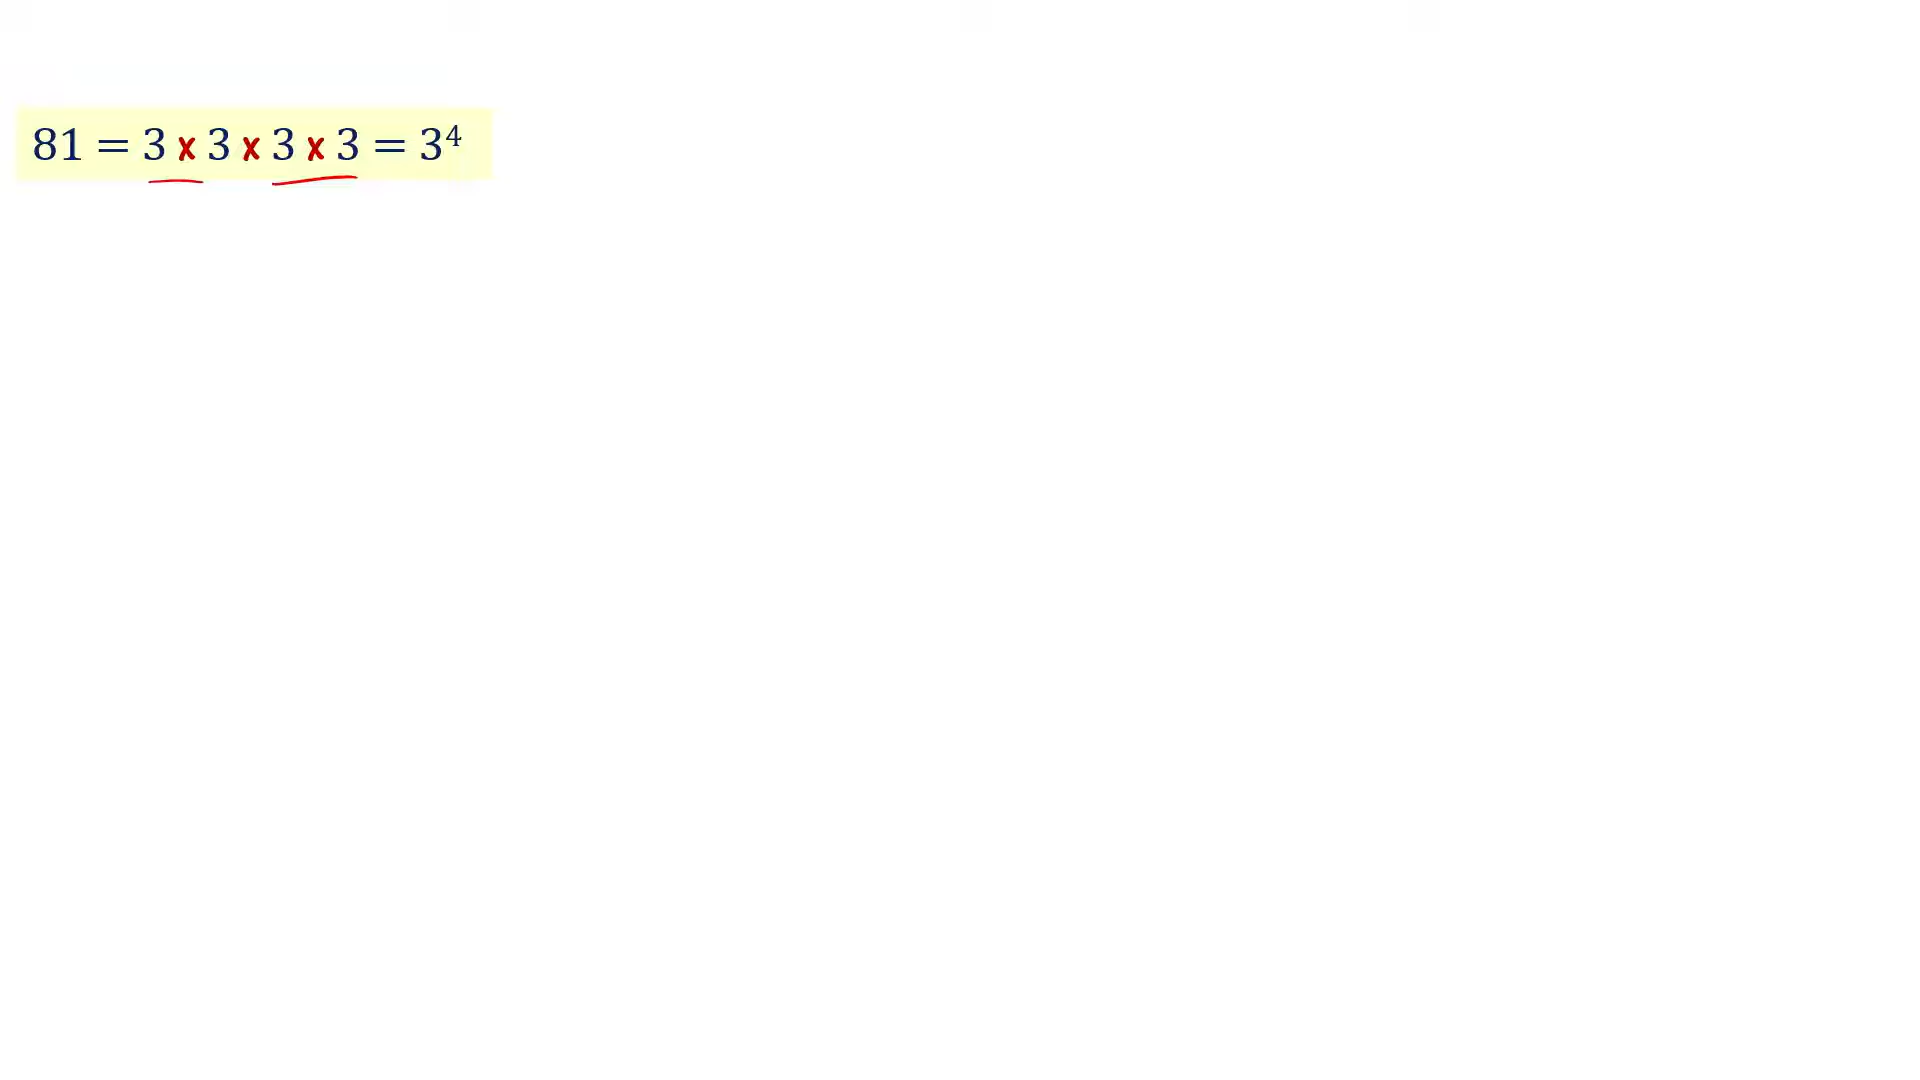 81 = 3 x 3 x 3 x 3 = 3⁴